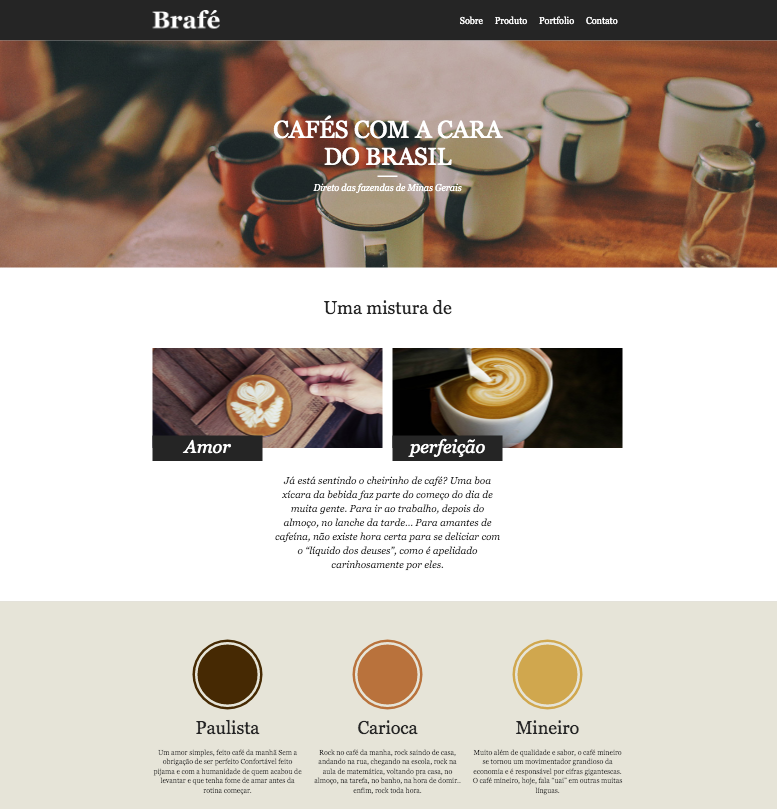 Brafé
Sobre Produto Portfolio Contato
CAFÉS COM A CARA
DO BRASIL
Direto das fazendas de Minas Gerais
Uma mistura de
Amor
perfeição
Já está sentindo o cheirinho de café? Uma boa
xícara da bebida faz parte do começo do dia de
muita gente. Para ir ao trabalho, depois do
almoço, no lanche da tarde... Para amantes de
cafeína, não existe hora certa para se deliciar com
o “líquido dos deuses”, como é apelidado
carinhosamente por eles.
Paulista
Um amor simples, feito café da manhã Sem a
obrigação de ser perfeito Confortável feito
pijama e com a humanidade de quem acabou de
levantar e que tenha fome de amar antes da
rotina começar.
Carioca
Rock no café da manha, rock saindo de casa,
andando na rua, chegando na escola, rock na
aula de matemática, voltando pra casa, no
almoço, na tarefa, no banho, na hora de domir..
enfim, rock toda hora.
Mineiro
Muito além de qualidade e sabor, o café mineiro
se tornou um movimentador grandioso da
economia e é responsável por cifras gigantescas.
O café mineiro, hoje, fala "uai" em outras muitas
línguas.